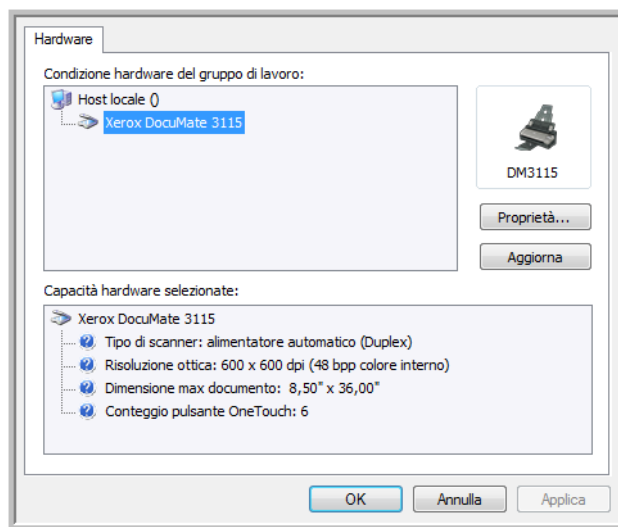 Hardware
Condizione hardware del gruppo di lavoro:
Host locale ()
Xerox DocuMate 3115
DM3115
Proprietà...
Aggiorna
Capacità hardware selezionate:
Xerox DocuMate 3115
Tipo di scanner: alimentatore automatico (Duplex)
Risoluzione ottica: 600 x 600 dpi (48 bpp colore interno)
Dimensione max documento:  8,50" x 36,00"
Conteggio pulsante OneTouch: 6
OK
Annulla
Applica